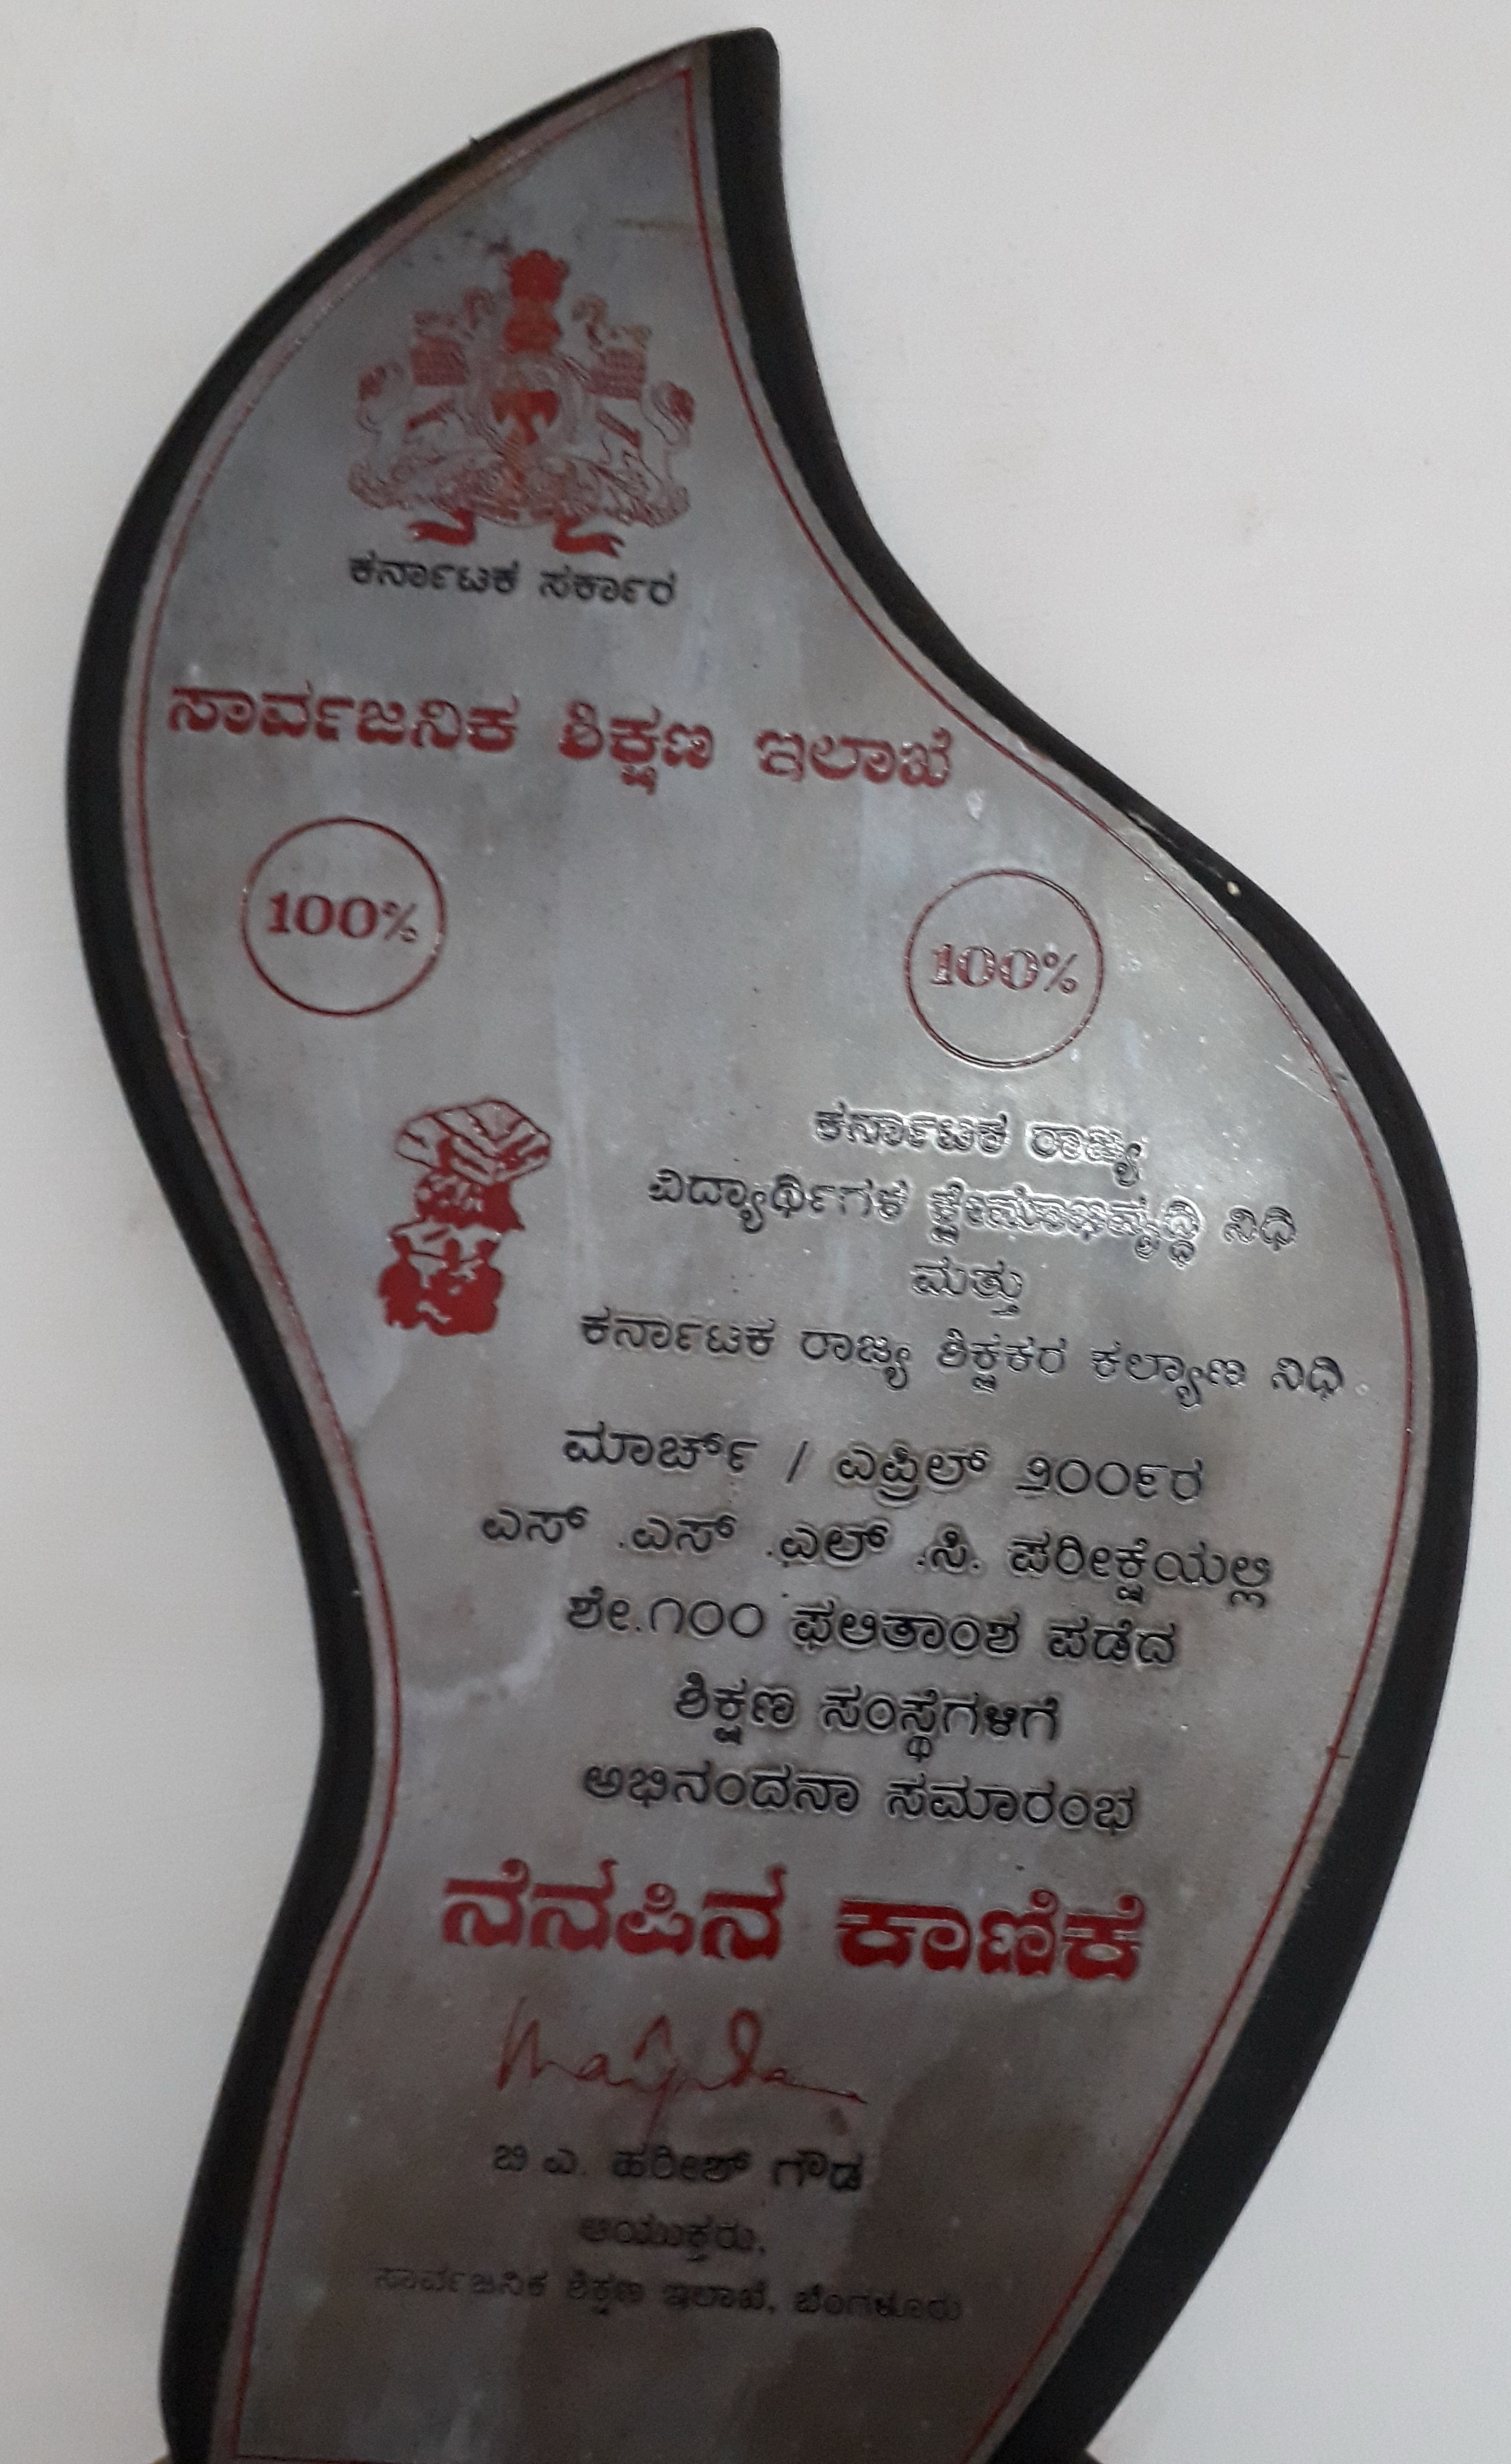 ಕರ್ನಾಟಕ ಸರ್ಕಾರ
ಸಾರ್ವಜನಿಕ ಶಿಕ್ಷಣ ಇಲಾಖೆ
100%
100%
ಕರ್ನಾಟಕ ರಾಜ್ಯ
ವಿದ್ಯಾರ್ಥಿಗಳ ಕ್ಷೇಮಾಭಿವೃದ್ಧಿ ನಿಧಿ
ಮತ್ತು
ಕರ್ನಾಟಕ ರಾಜ್ಯ ಶಿಕ್ಷಕರ ಕಲ್ಯಾಣ ನಿಧಿ
ಮಾರ್ಚ್ / ಏಪ್ರಿಲ್ ೨೦೦೯ರ
ಎಸ್ .ಎಸ್ .ಎಲ್ .ಸಿ. ಪರೀಕ್ಷೆಯಲ್ಲಿ
ಶೇ.೧೦೦ ಫಲಿತಾಂಶ ಪಡೆದ
ಶಿಕ್ಷಣ ಸಂಸ್ಥೆಗಳಿಗೆ
ಅಭಿನಂದನಾ ಸಮಾರಂಭ
ನೆನಪಿನ ಕಾಣಿಕೆ
ಬಿ ಎ. ಹರೀಶ್ ಗೌಡ
ಆಯುಕ್ತರು,
ಸಾರ್ವಜನಿಕ ಶಿಕ್ಷಣ ಇಲಾಖೆ, ಬೆಂಗಳೂರು